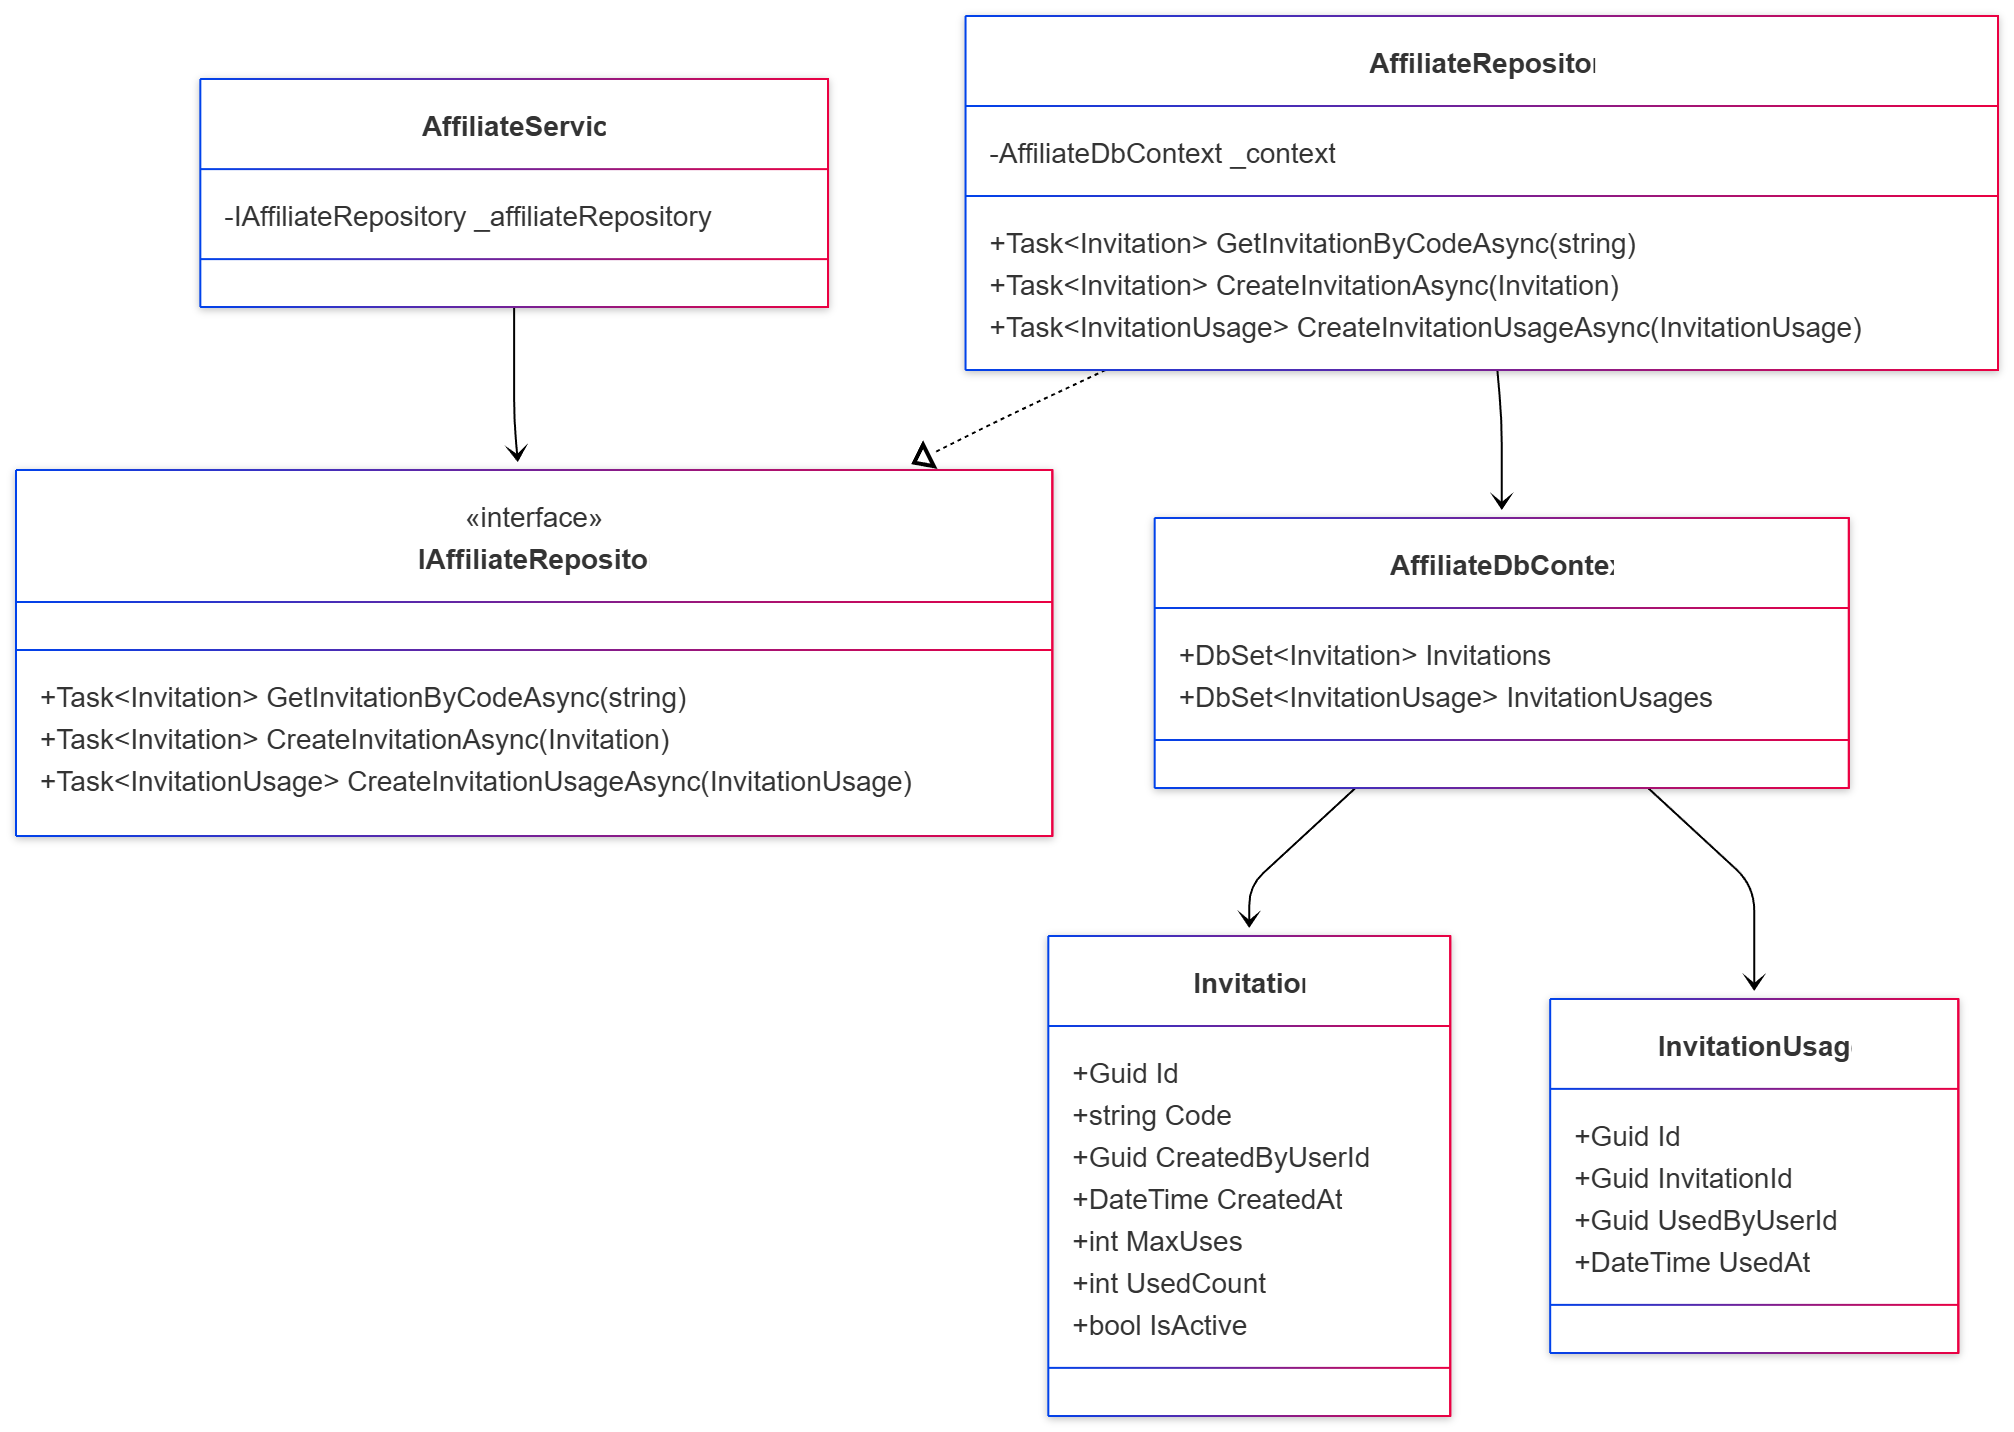 AffiliateServic
-IAffiliateRepository _affiliateRepository
AffiliateReposito
-AffiliateDbContext _context
+Task<Invitation> GetInvitationByCodeAsync(string)
+Task<Invitation> CreateInvitationAsync(Invitation)
+Task<InvitationUsage> CreateInvitationUsageAsync(InvitationUsage)
«interface»
IAffiliateReposito
+Task<Invitation> GetInvitationByCodeAsync(string)
+Task<Invitation> CreateInvitationAsync(Invitation)
+Task<InvitationUsage> CreateInvitationUsageAsync(InvitationUsage)
AffiliateDbContex
+DbSet<Invitation> Invitations
+DbSet<InvitationUsage> InvitationUsages
Invitatio
+Guid Id
+string Code
+Guid CreatedByUserId
+DateTime CreatedAt
+int MaxUses
+int UsedCount
+bool IsActive
InvitationUsag
+Guid Id
+Guid InvitationId
+Guid UsedByUserId
+DateTime UsedAt